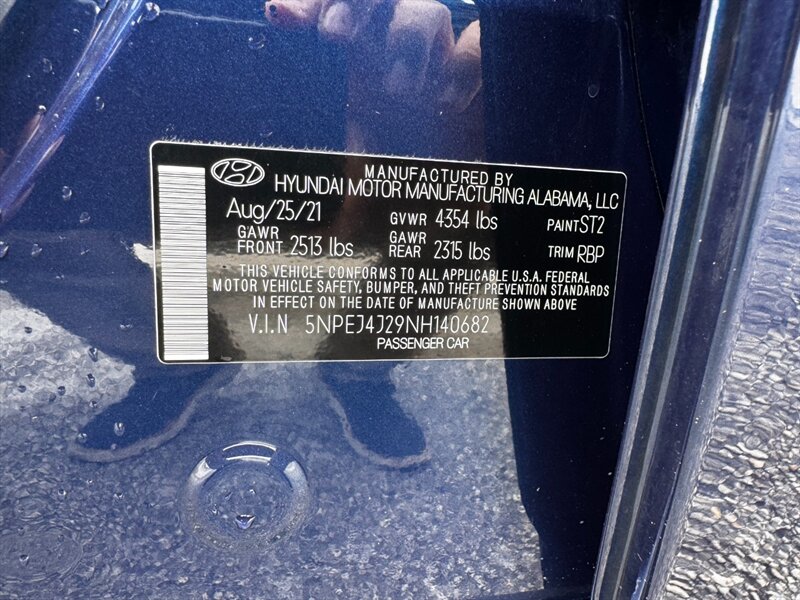 MANUFACTURED BY
HYUNDAI MOTOR MANUFACTURING ALABAMA, LLC
Aug/25/21 GVWR 4354 lbs PAINT ST2
GAWR FRONT 2513 lbs GAWR REAR 2315 lbs TRIM RBP
THIS VEHICLE CONFORMS TO ALL APPLICABLE U.S.A. FEDERAL
MOTOR VEHICLE SAFETY, BUMPER, AND THEFT PREVENTION STANDARDS
IN EFFECT ON THE DATE OF MANUFACTURE SHOWN ABOVE
V.I.N 5NPEJ4J29NH140682
PASSENGER CAR